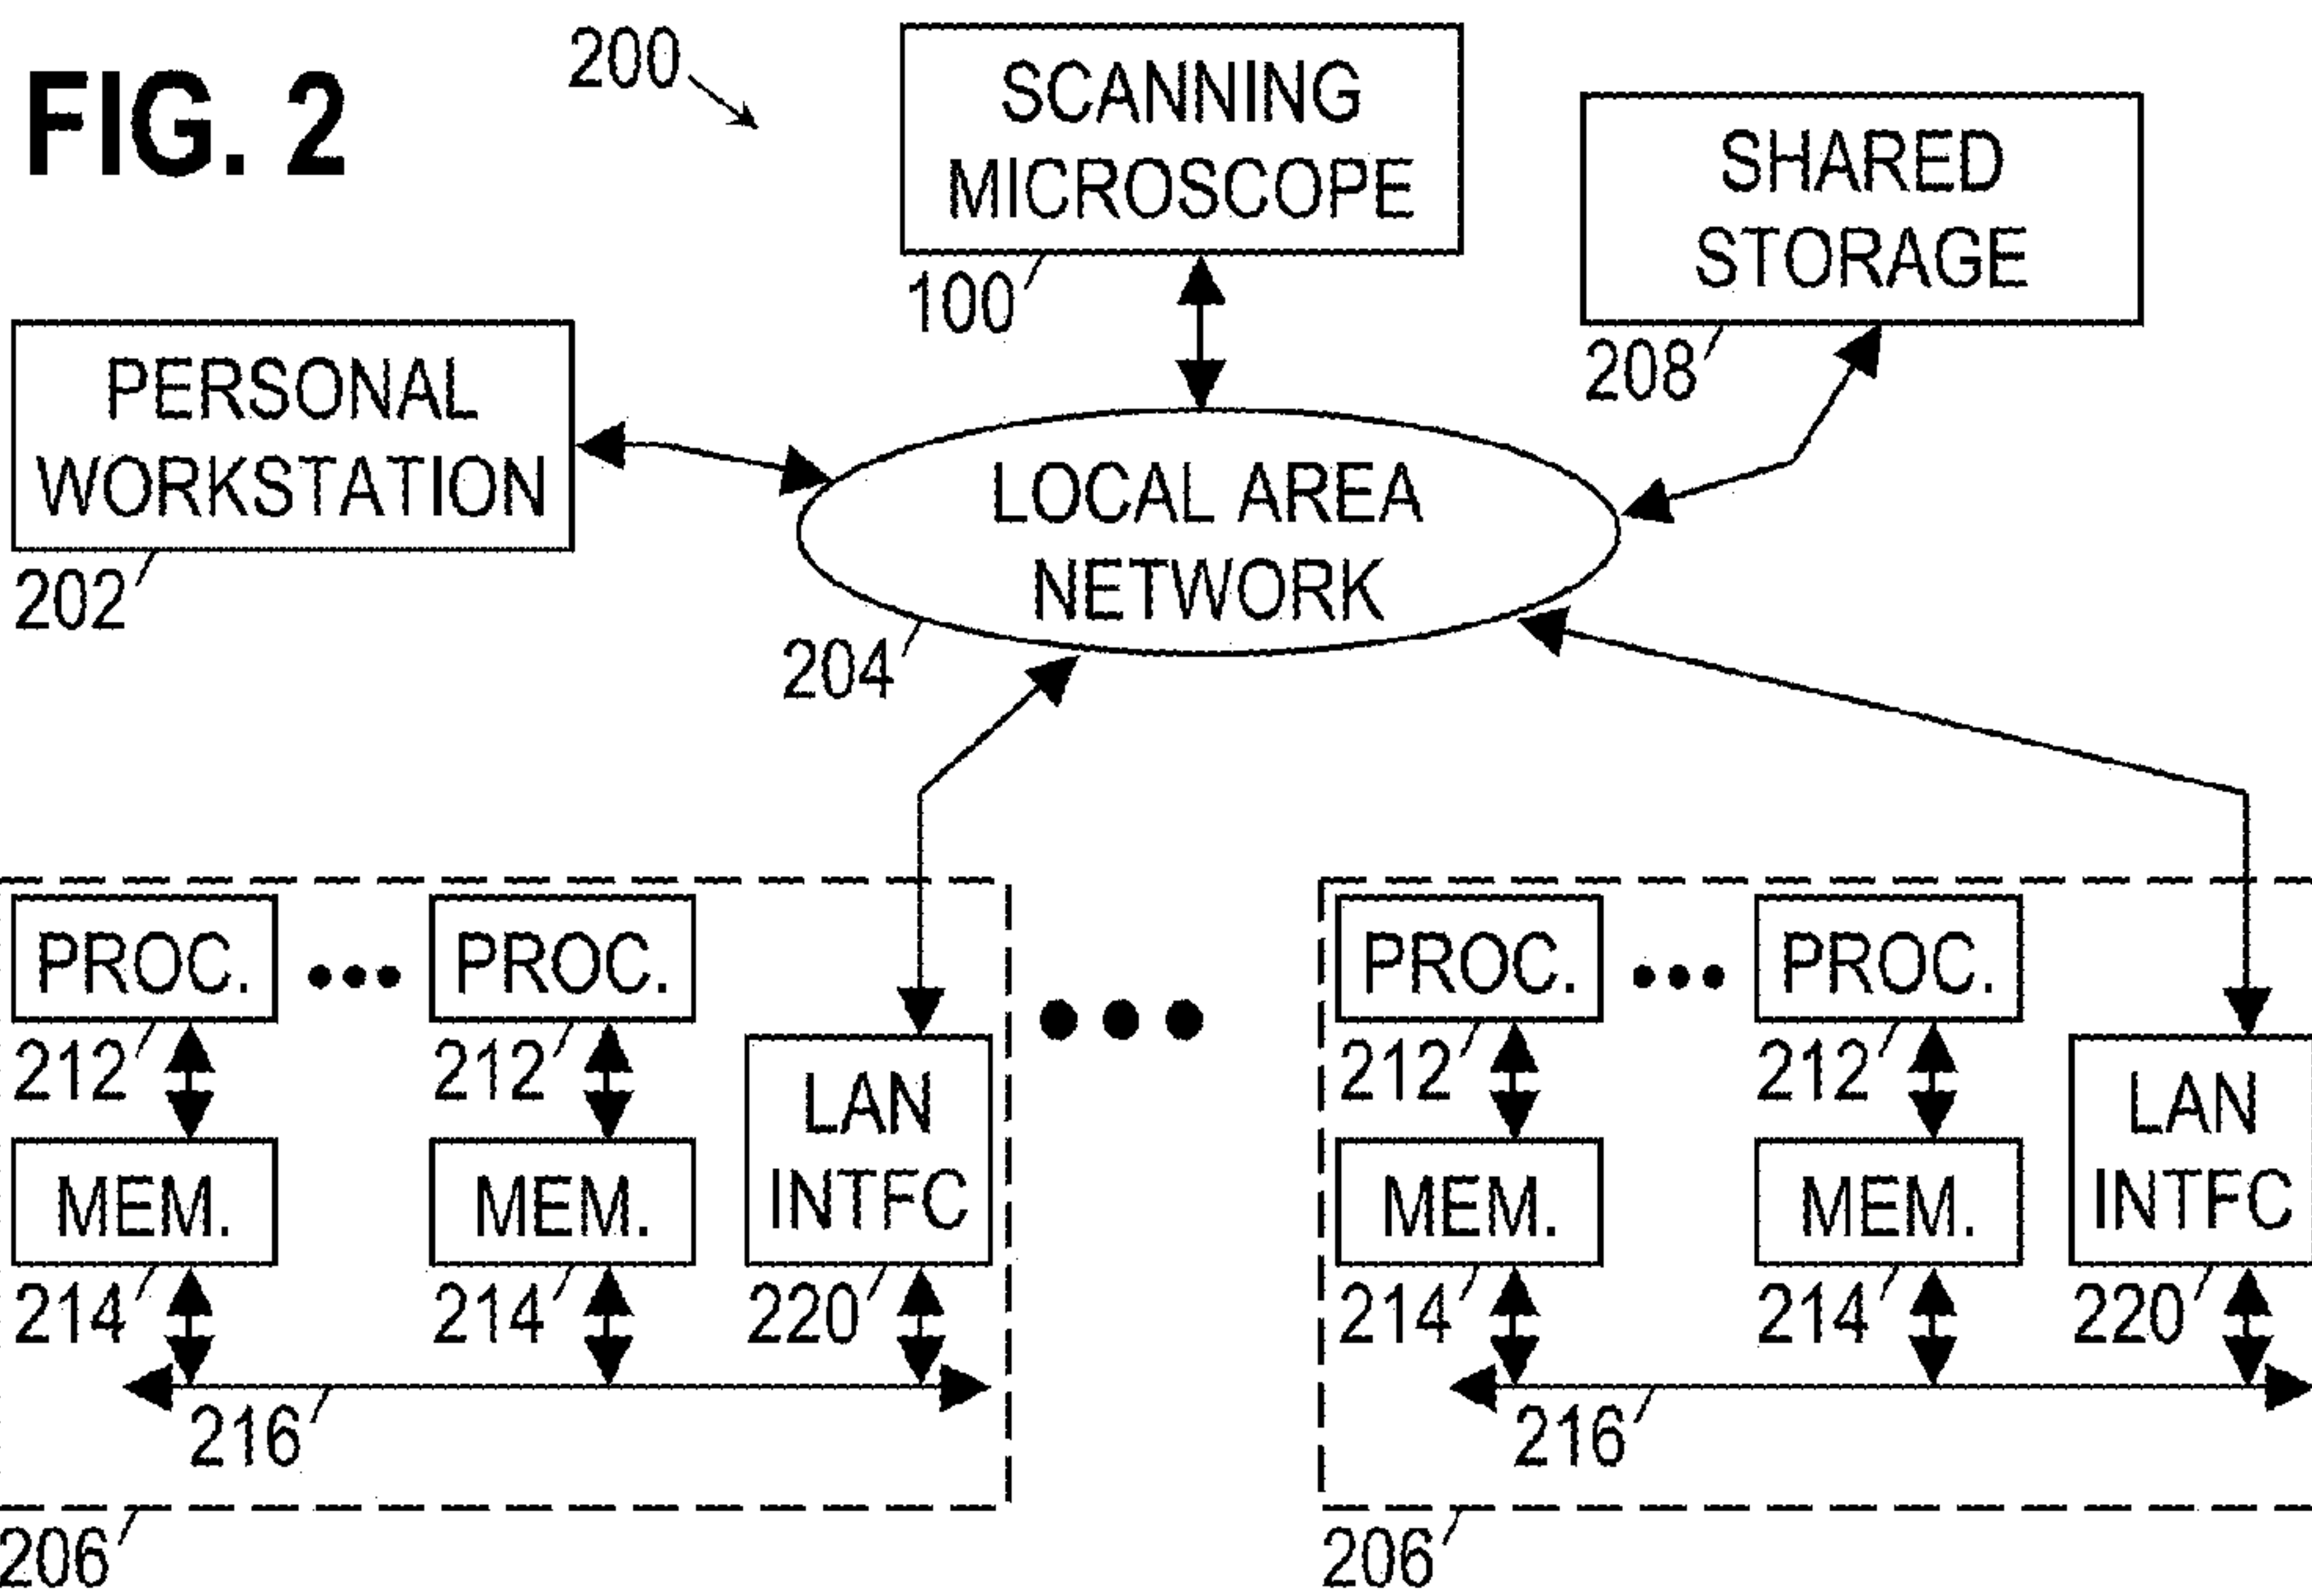 FIG. 2
200
SCANNING
MICROSCOPE
100
SHARED
STORAGE
208
PERSONAL
WORKSTATION
202
LOCAL AREA
NETWORK
204
PROC.
212
PROC.
212
MEM.
214
MEM.
214
LAN
INTFC
220
216
206
PROC.
212
PROC.
212
MEM.
214
MEM.
214
LAN
INTFC
220
216
206